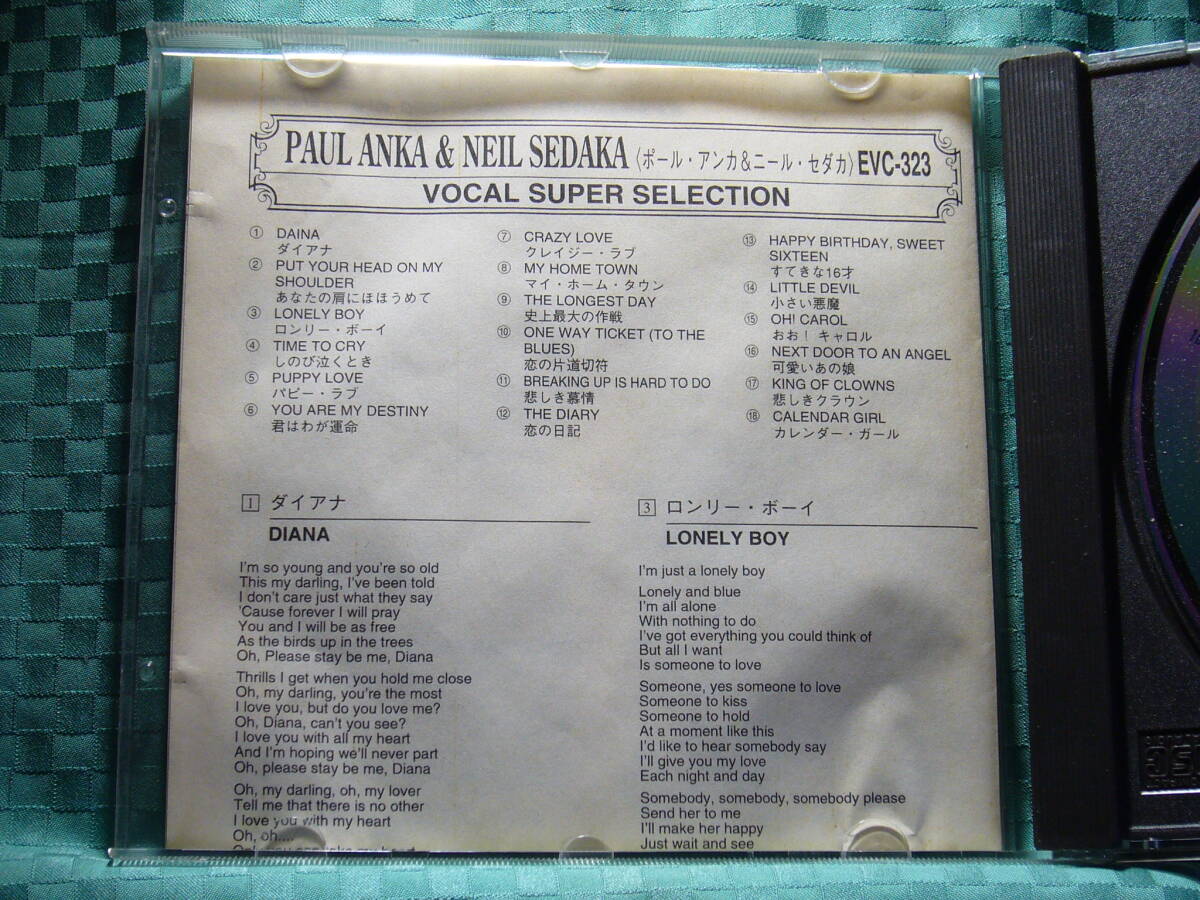 PAUL ANKA & NEIL SEDAKA〈ポール・アンカ&ニール・セダカ〉EVC-323
VOCAL SUPER SELECTION
① DAINA
ダイアナ
② PUT YOUR HEAD ON MY
SHOULDER
あなたの肩にほほうめて
③ LONELY BOY
ロンリー・ボーイ
④ TIME TO CRY
しのび泣くとき
⑤ PUPPY LOVE
パピー・ラブ
⑥ YOU ARE MY DESTINY
君はわが運命
⑦ CRAZY LOVE
クレイジー・ラブ
⑧ MY HOME TOWN
マイ・ホーム・タウン
⑨ THE LONGEST DAY
史上最大の作戦
⑩ ONE WAY TICKET (TO THE
BLUES)
恋の片道切符
⑪ BREAKING UP IS HARD TO DO
悲しき慕情
⑫ THE DIARY
恋の日記
⑬ HAPPY BIRTHDAY, SWEET
SIXTEEN
すてきな16才
⑭ LITTLE DEVIL
小さい悪魔
⑮ OH! CAROL
おお! キャロル
⑯ NEXT DOOR TO AN ANGEL
可愛いあの娘
⑰ KING OF CLOWNS
悲しきクラウン
⑱ CALENDAR GIRL
カレンダー・ガール
1 ダイアナ
DIANA
I'm so young and you're so old
This my darling, I've been told
I don't care just what they say
'Cause forever I will pray
You and I will be as free
As the birds up in the trees
Oh, Please stay be me, Diana
Thrills I get when you hold me close
Oh, my darling, you're the most
I love you, but do you love me?
Oh, Diana, can't you see?
I love you with all my heart
And I'm hoping we'll never part
Oh, please stay be me, Diana
Oh, my darling, oh, my lover
Tell me that there is no other
I love you with my heart
Oh, oh....
3 ロンリー・ボーイ
LONELY BOY
I'm just a lonely boy
Lonely and blue
I'm all alone
With nothing to do
I've got everything you could think of
But all I want
Is someone to love
Someone, yes someone to love
Someone to kiss
Someone to hold
At a moment like this
I'd like to hear somebody say
I'll give you my love
Each night and day
Somebody, somebody, somebody please
Send her to me
I'll make her happy
Just wait and see